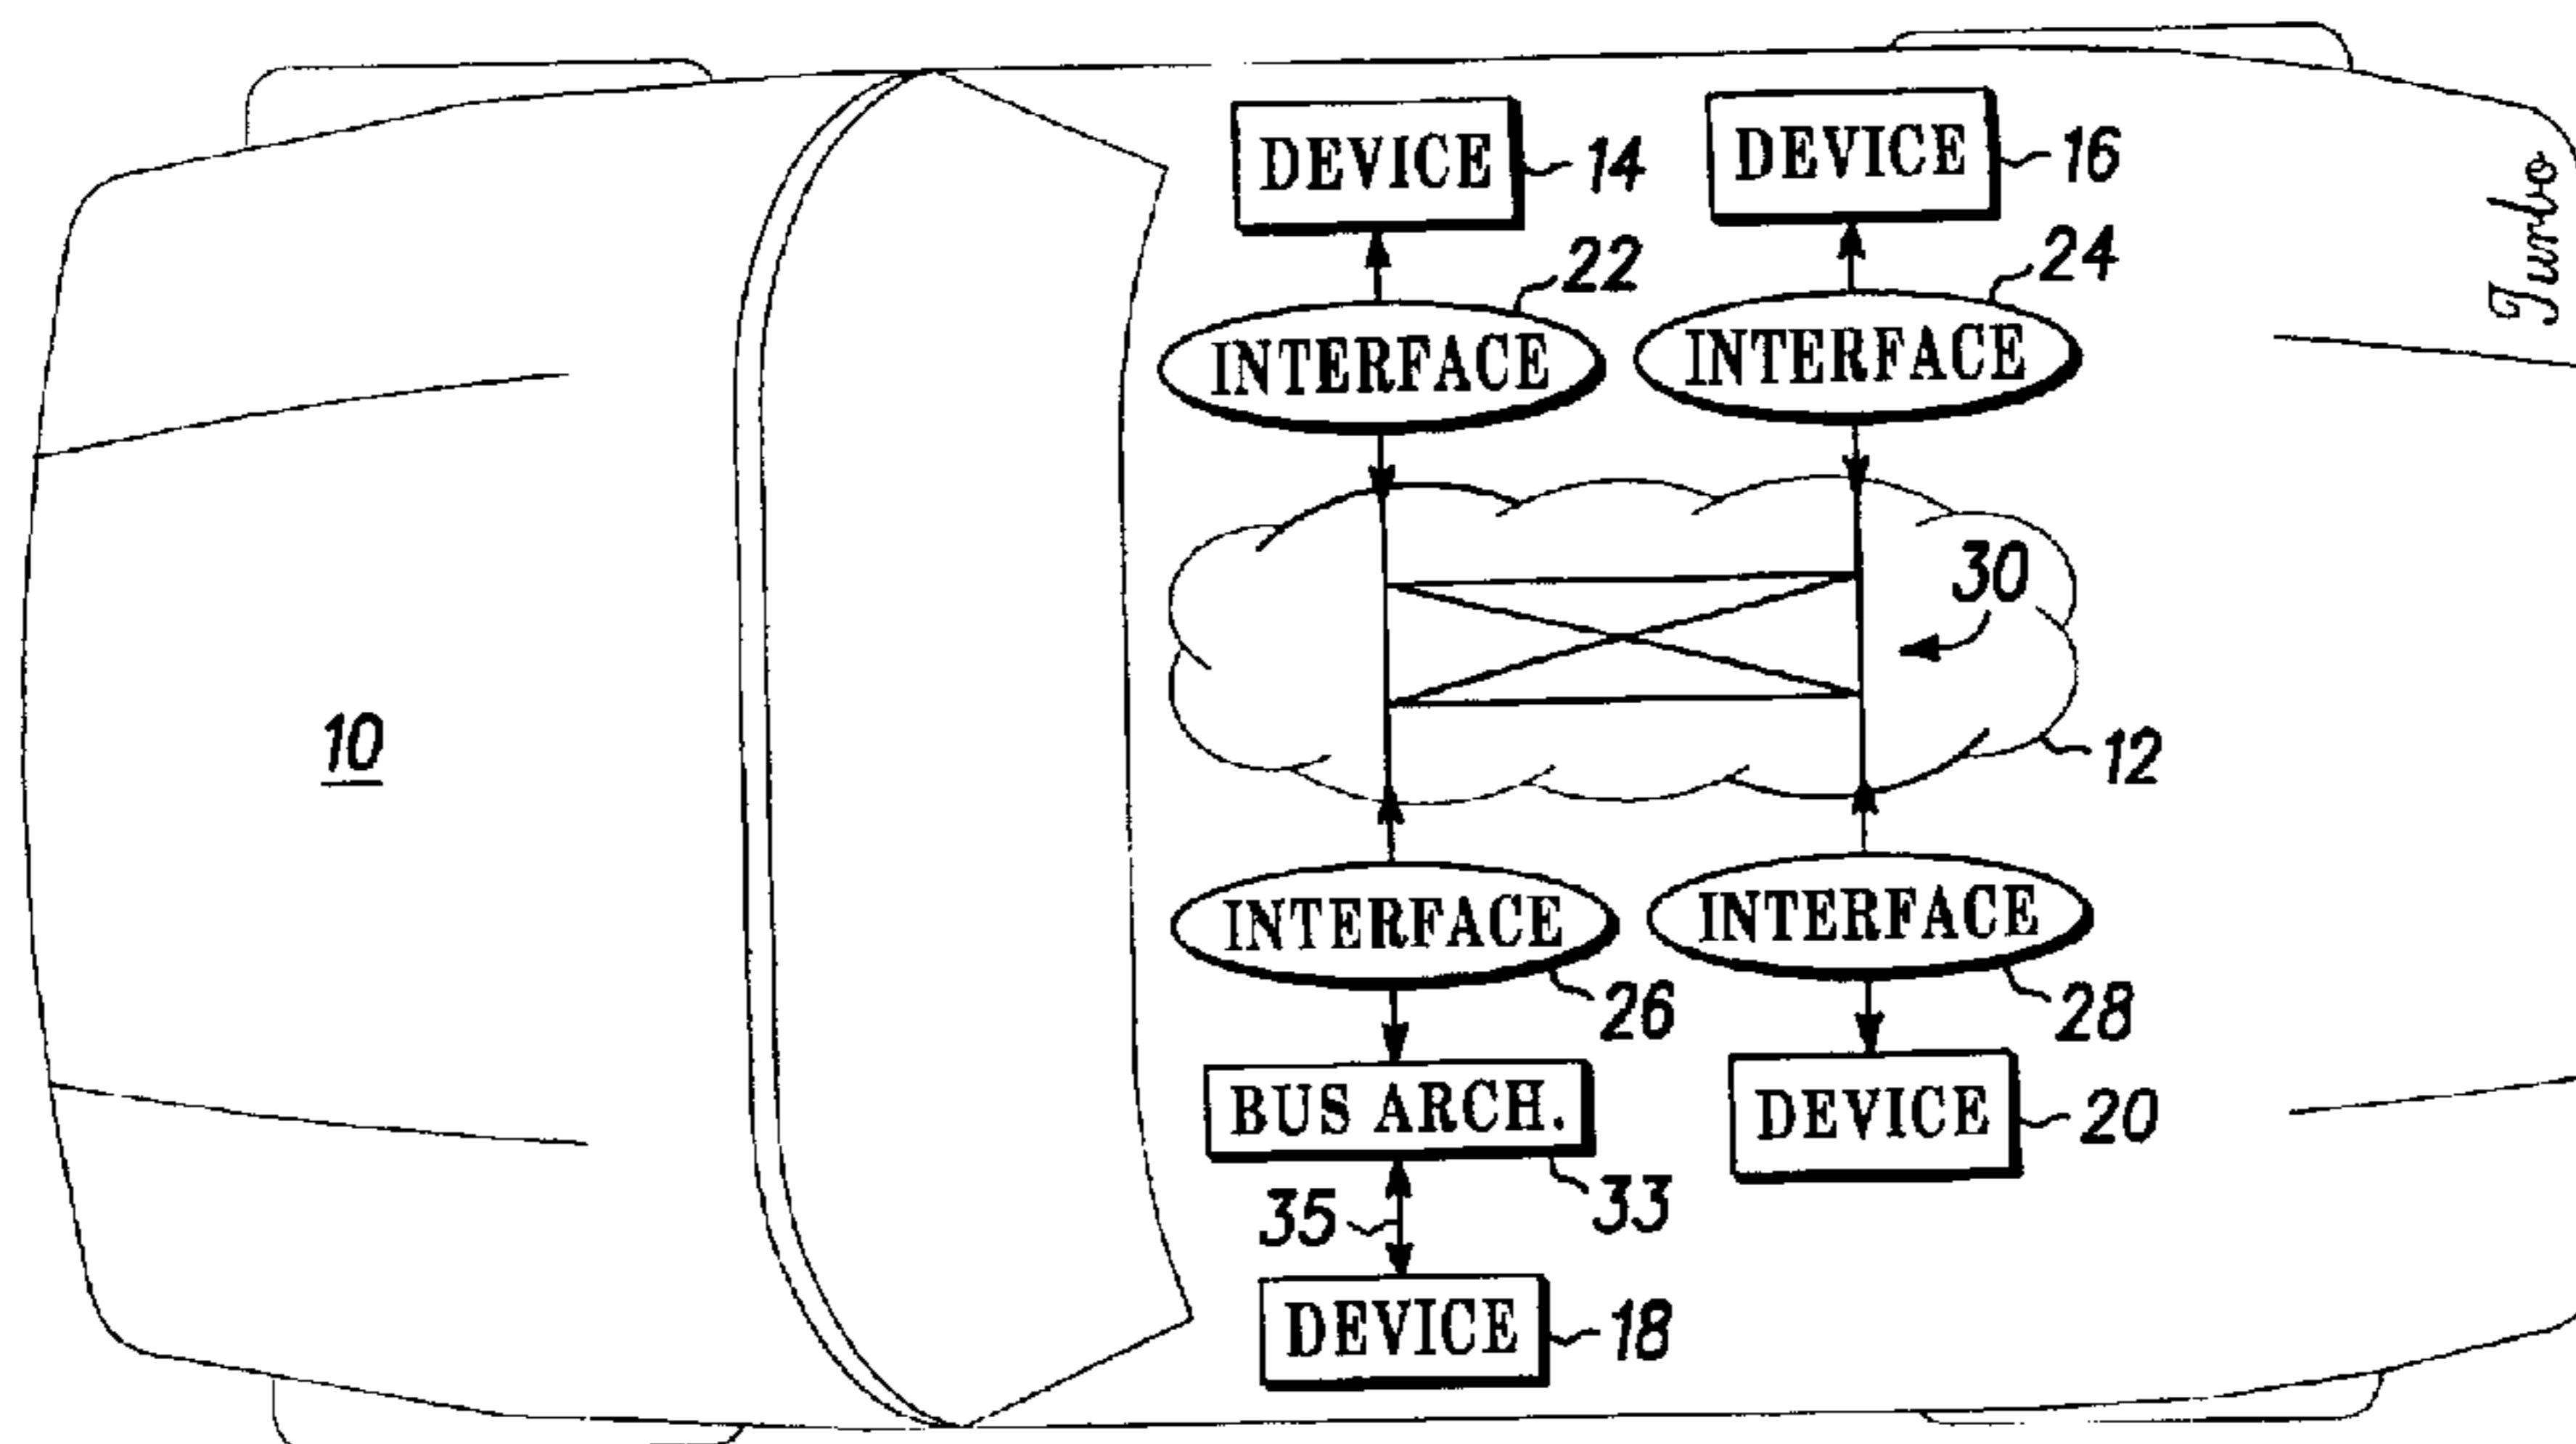 DEVICE 14
DEVICE 16
Turbo
22
24
INTERFACE
INTERFACE
30
10
12
INTERFACE
INTERFACE
26
28
BUS ARCH.
DEVICE 20
35
33
DEVICE 18